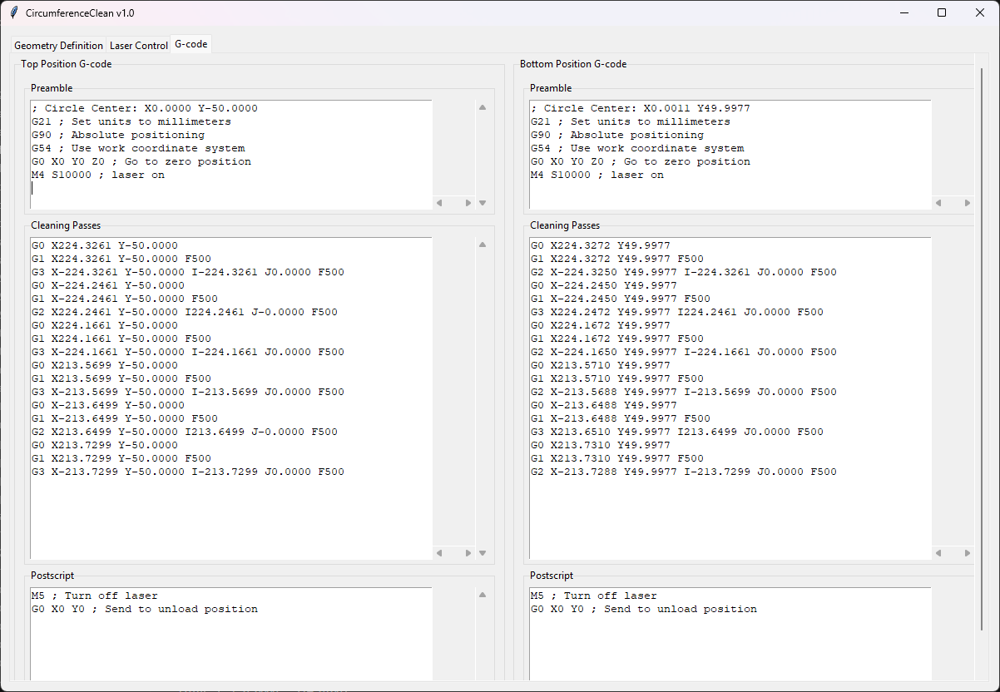 CircumferenceClean v1.0
Geometry Definition Laser Control G-code
Top Position G-code
Preamble
; Circle Center: X0.0000 Y-50.0000
G21 ; Set units to millimeters
G90 ; Absolute positioning
G54 ; Use work coordinate system
G0 X0 Y0 Z0 ; Go to zero position
M4 S10000 ; laser on
Cleaning Passes
G0 X224.3261 Y-50.0000
G1 X224.3261 Y-50.0000 F500
G3 X-224.3261 Y-50.0000 I-224.3261 J0.0000 F500
G0 X-224.2461 Y-50.0000
G1 X-224.2461 Y-50.0000 F500
G2 X224.2461 Y-50.0000 I224.2461 J-0.0000 F500
G0 X224.1661 Y-50.0000
G1 X224.1661 Y-50.0000 F500
G3 X-224.1661 Y-50.0000 I-224.1661 J0.0000 F500
G0 X213.5699 Y-50.0000
G1 X213.5699 Y-50.0000 F500
G3 X-213.5699 Y-50.0000 I-213.5699 J0.0000 F500
G0 X-213.6499 Y-50.0000
G1 X-213.6499 Y-50.0000 F500
G2 X213.6499 Y-50.0000 I213.6499 J-0.0000 F500
G0 X213.7299 Y-50.0000
G1 X213.7299 Y-50.0000 F500
G3 X-213.7299 Y-50.0000 I-213.7299 J0.0000 F500
Postscript
M5 ; Turn off laser
G0 X0 Y0 ; Send to unload position
Bottom Position G-code
Preamble
; Circle Center: X0.0011 Y49.9977
G21 ; Set units to millimeters
G90 ; Absolute positioning
G54 ; Use work coordinate system
G0 X0 Y0 Z0 ; Go to zero position
M4 S10000 ; laser on
Cleaning Passes
G0 X224.3272 Y49.9977
G1 X224.3272 Y49.9977 F500
G2 X-224.3250 Y49.9977 I-224.3261 J0.0000 F500
G0 X-224.2450 Y49.9977
G1 X-224.2450 Y49.9977 F500
G3 X224.2472 Y49.9977 I224.2461 J0.0000 F500
G0 X224.1672 Y49.9977
G1 X224.1672 Y49.9977 F500
G2 X-224.1650 Y49.9977 I-224.1661 J0.0000 F500
G0 X213.5710 Y49.9977
G1 X213.5710 Y49.9977 F500
G2 X-213.5688 Y49.9977 I-213.5699 J0.0000 F500
G0 X-213.6488 Y49.9977
G1 X-213.6488 Y49.9977 F500
G3 X213.6510 Y49.9977 I213.6499 J0.0000 F500
G0 X213.7310 Y49.9977
G1 X213.7310 Y49.9977 F500
G2 X-213.7288 Y49.9977 I-213.7299 J0.0000 F500
Postscript
M5 ; Turn off laser
G0 X0 Y0 ; Send to unload position